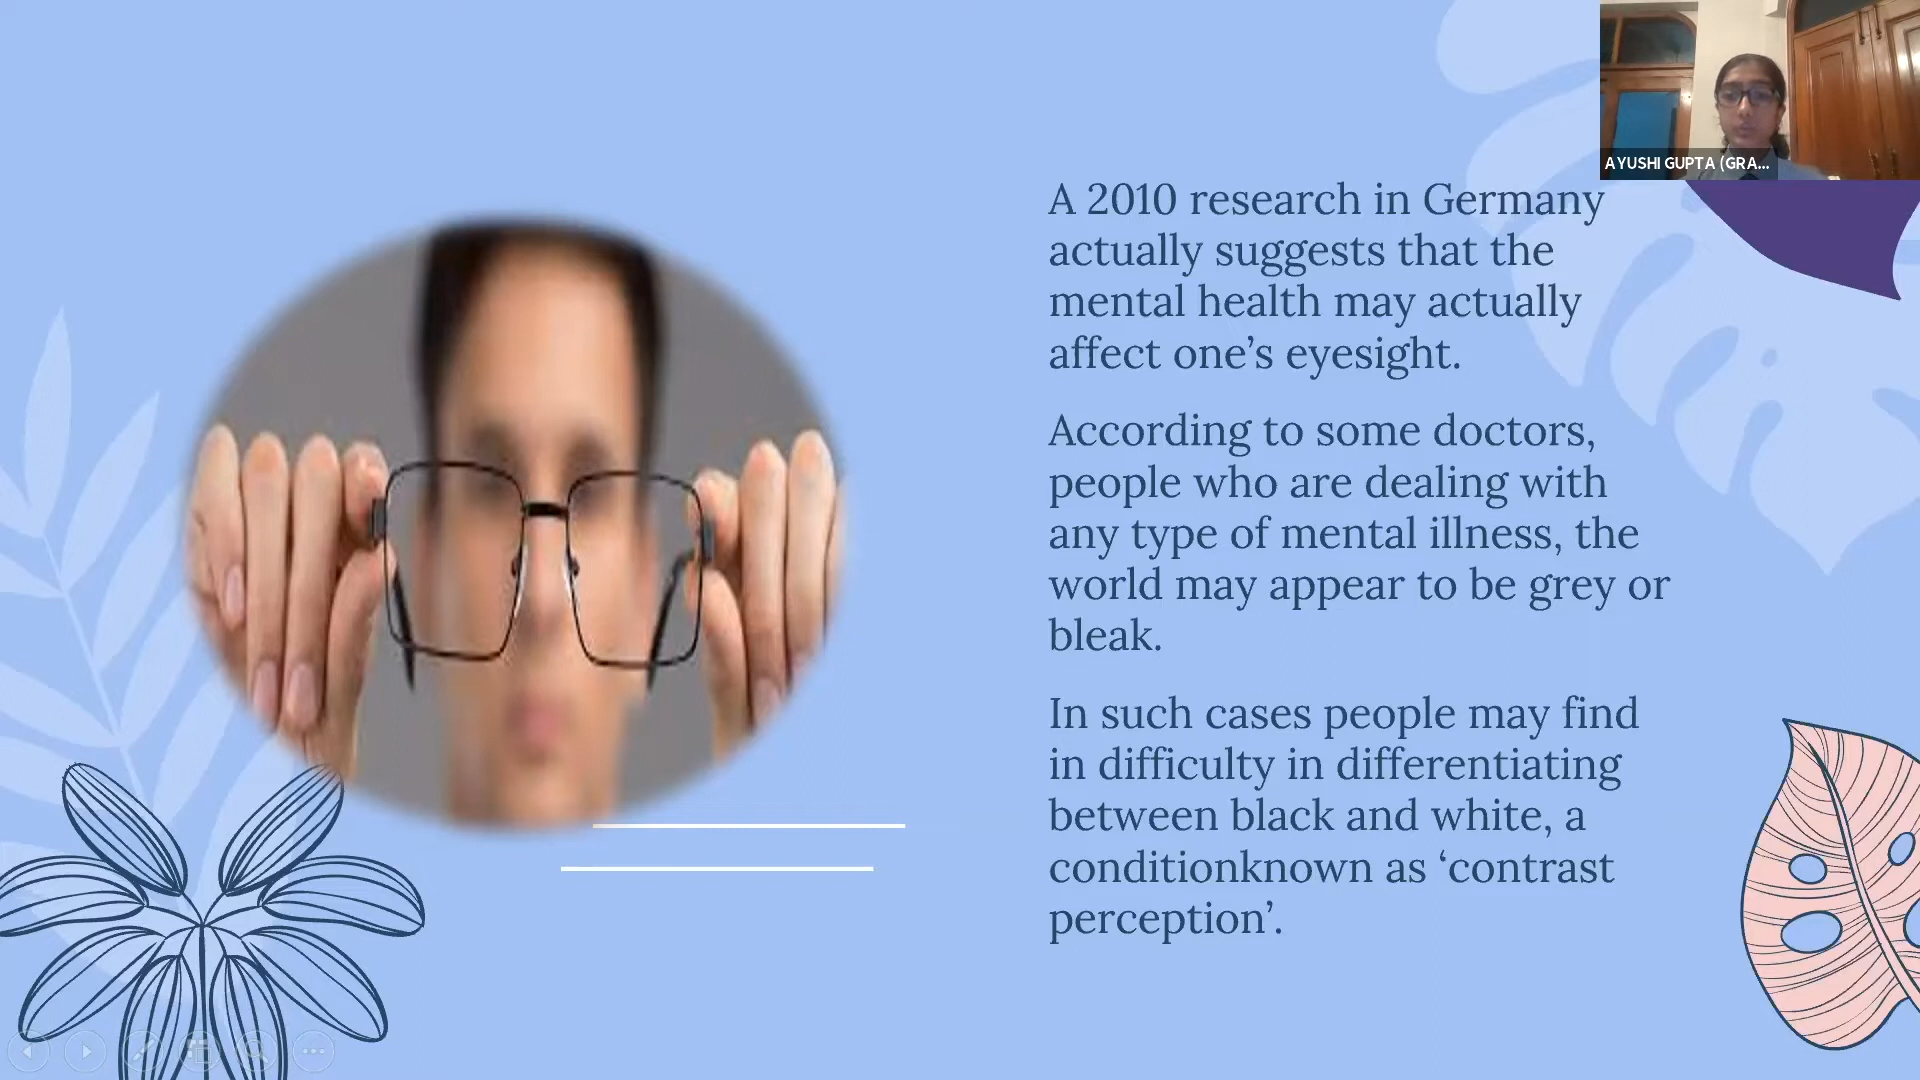 AYUSHI GUPTA (GRA...
A 2010 research in Germany
actually suggests that the
mental health may actually
affect one’s eyesight.
According to some doctors,
people who are dealing with
any type of mental illness, the
world may appear to be grey or
bleak.
In such cases people may find
in difficulty in differentiating
between black and white, a
conditionknown as ‘contrast
perception’.